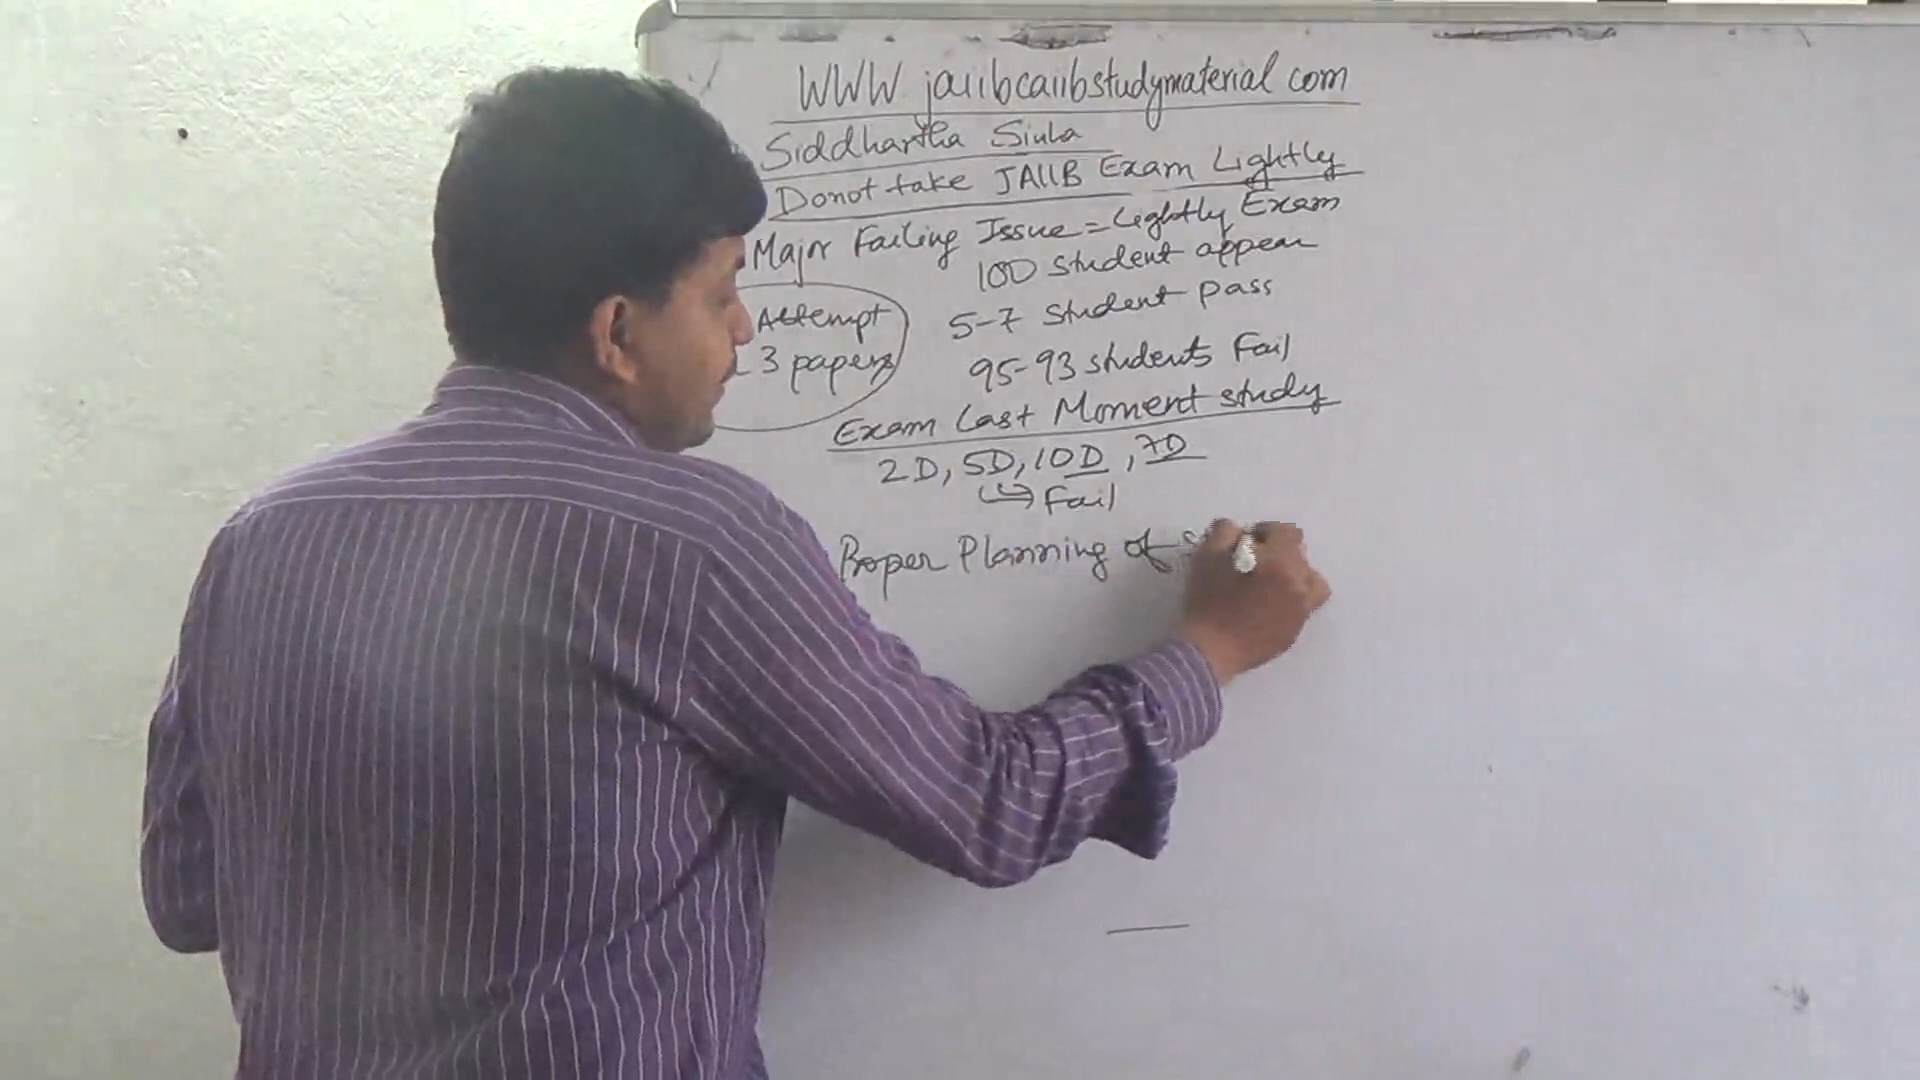 WWW jaiibcaiibstudymaterial com
Siddhartha Sinha
Donot take JAIIB Exam Lightly
Major Failing Issue = Lightly Exam
100 student appear
Attempt
3 papers
5-7 student pass
95-93 students Fail
Exam Last Moment study
2D, 5D, 10D, 7D
Fail
Proper Planning of